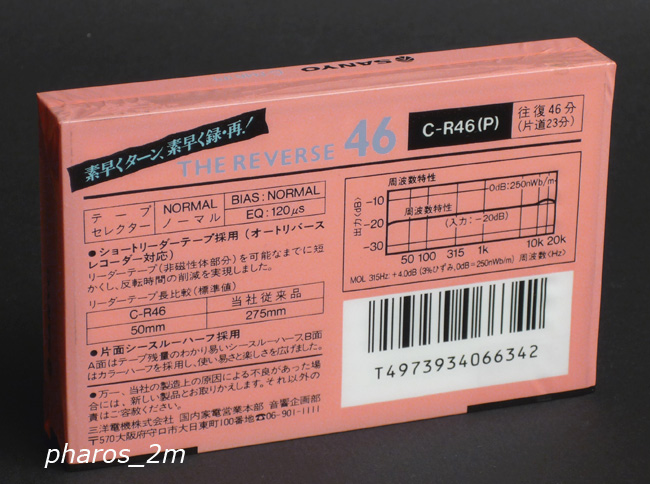 SANYO
素早くターン、素早く録・再!
THE REVERSE 46
C-R46(P)
往復46分
(片道23分)
テープ
セレクター
NORMAL
ノーマル
BIAS:NORMAL
EQ:120μs
●ショートリーダーテープ採用(オートリバース
レコーダー対応)
リーダーテープ(非磁性体部分)を可能なまでに短
かくし、反転時間の削減を実現しました。
リーダーテープ長比較(標準値)
C-R46
当社従来品
50mm
275mm
●片面シースルーハーフ採用
A面はテープ残量のわかり易いシースルーハーフ、B面
はカラーハーフを採用し、使い易さと楽しさを広げました。
●万一、当社の製造上の原因による不良があった場
合には、新しい製品とお取りかえします。それ以外の
責はご容赦ください。
三洋電機株式会社 国内家電営業本部 音響企画部
〒570大阪府守口市大日東町100番地☎06-901-1111
周波数特性
0dB:250nWb/m
出力(dB)
-10
-20
-30
周波数特性
(入力:-20dB)
50 100 315 1k 10k 20k
MOL 315Hz:+4.0dB(3%ひずみ,0dB=250nWb/m) 周波数<Hz>
T4973934066342
pharos_2m